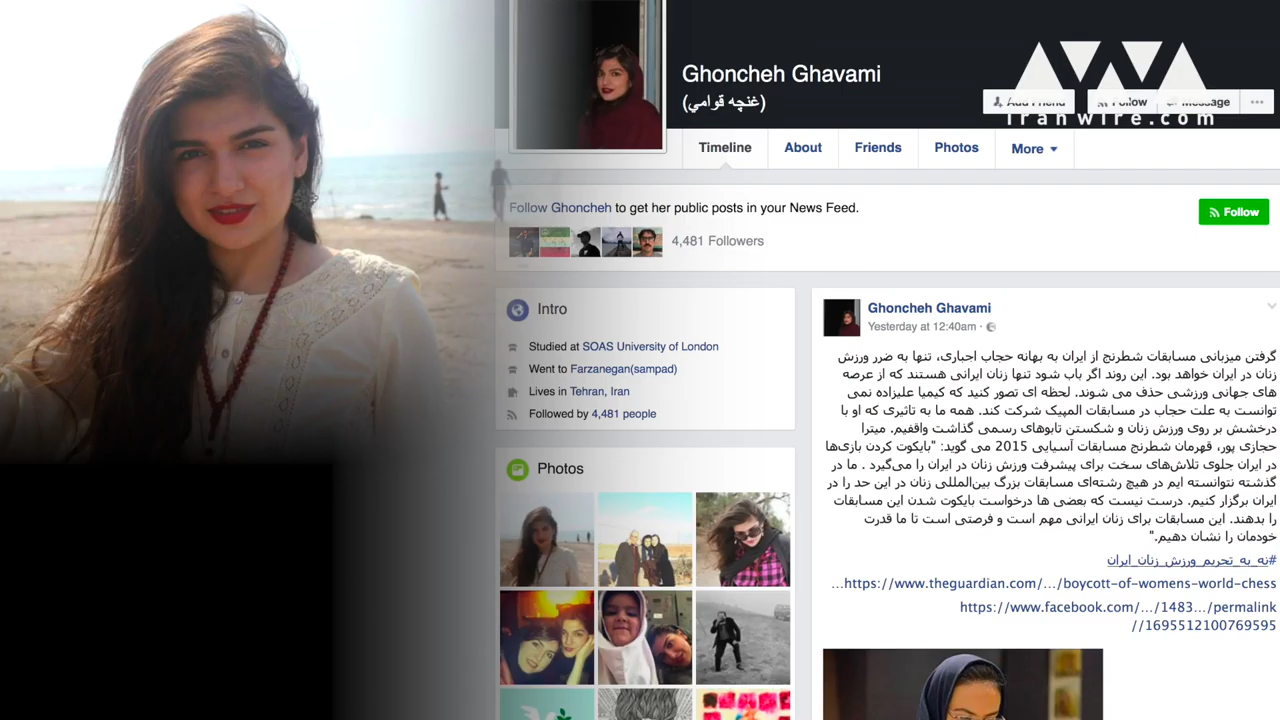 Ghoncheh Ghavami
(غنچه قوامي)
Add Friend
Follow
Message
iranwire.com
Timeline
About
Friends
Photos
More
Follow Ghoncheh to get her public posts in your News Feed.
Follow
4,481 Followers
Intro
Studied at SOAS University of London
Went to Farzanegan(sampad)
Lives in Tehran, Iran
Followed by 4,481 people
Photos
Ghoncheh Ghavami
Yesterday at 12:40am ·
گرفتن میزبانی مسابقات شطرنج از ایران به بهانه حجاب اجباری، تنها به ضرر ورزش
زنان در ایران خواهد بود. این روند اگر باب شود تنها زنان ایرانی هستند که از عرصه
های جهانی ورزشی حذف می شوند. لحظه ای تصور کنید که کیمیا علیزاده نمی
توانست به علت حجاب در مسابقات المپیک شرکت کند. همه ما به تاثیری که او با
درخشش بر روی ورزش زنان و شکستن تابوهای رسمی گذاشت واقفیم. میترا
حجازی پور، قهرمان شطرنج مسابقات آسیایی 2015 می گوید: "بایکوت کردن بازی‌ها
در ایران جلوی تلاش‌های سخت برای پیشرفت ورزش زنان در ایران را می‌گیرد . ما در
گذشته نتوانسته ایم در هیچ رشته‌ای مسابقات بزرگ بین‌المللی زنان در این حد را در
ایران برگزار کنیم. درست نیست که بعضی ها درخواست بایکوت شدن این مسابقات
را بدهند. این مسابقات برای زنان ایرانی مهم است و فرصتی است تا ما قدرت
خودمان را نشان دهیم."
#نه_به_تحریم_ورزش_زنان_ایران
https://www.theguardian.com/…/boycott-of-womens-world-chess...
https://www.facebook.com/…/1483…/permalink
/1695512100769595/